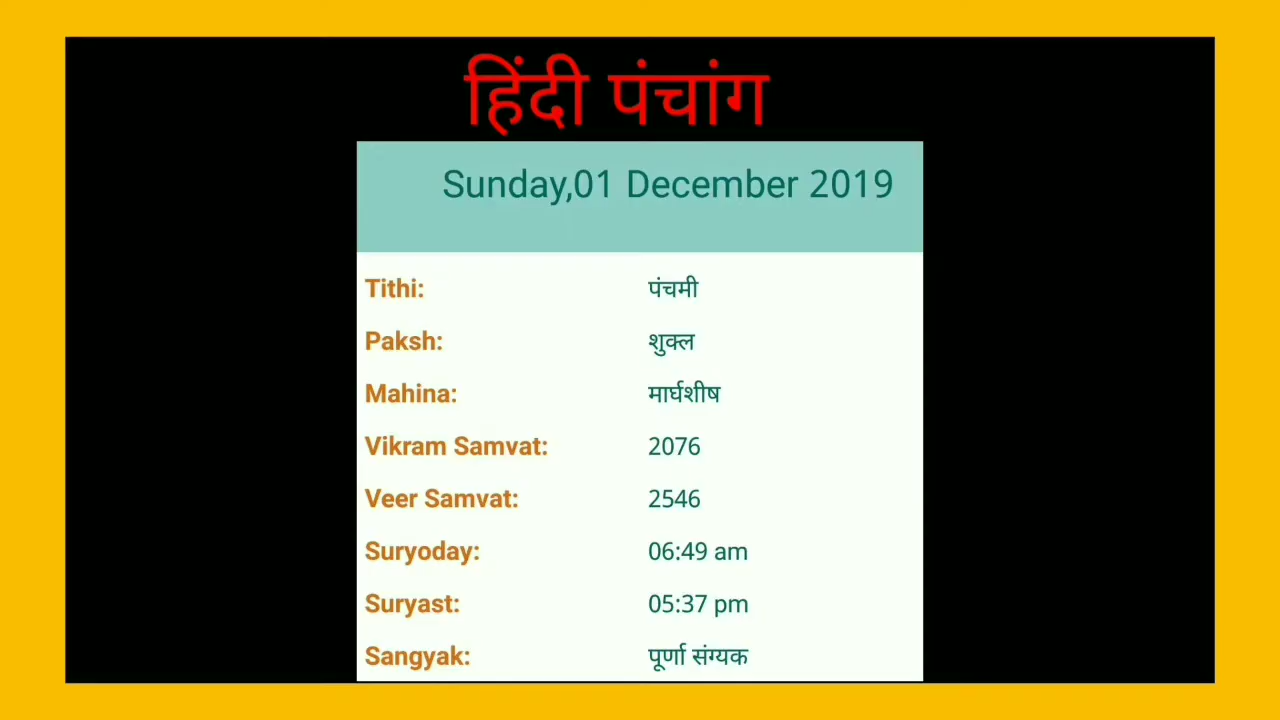 हिंदी पंचांग
Sunday,01 December 2019
Tithi: पंचमी
Paksh: शुक्ल
Mahina: मार्घशीष
Vikram Samvat: 2076
Veer Samvat: 2546
Suryoday: 06:49 am
Suryast: 05:37 pm
Sangyak: पूर्णा संग्यक